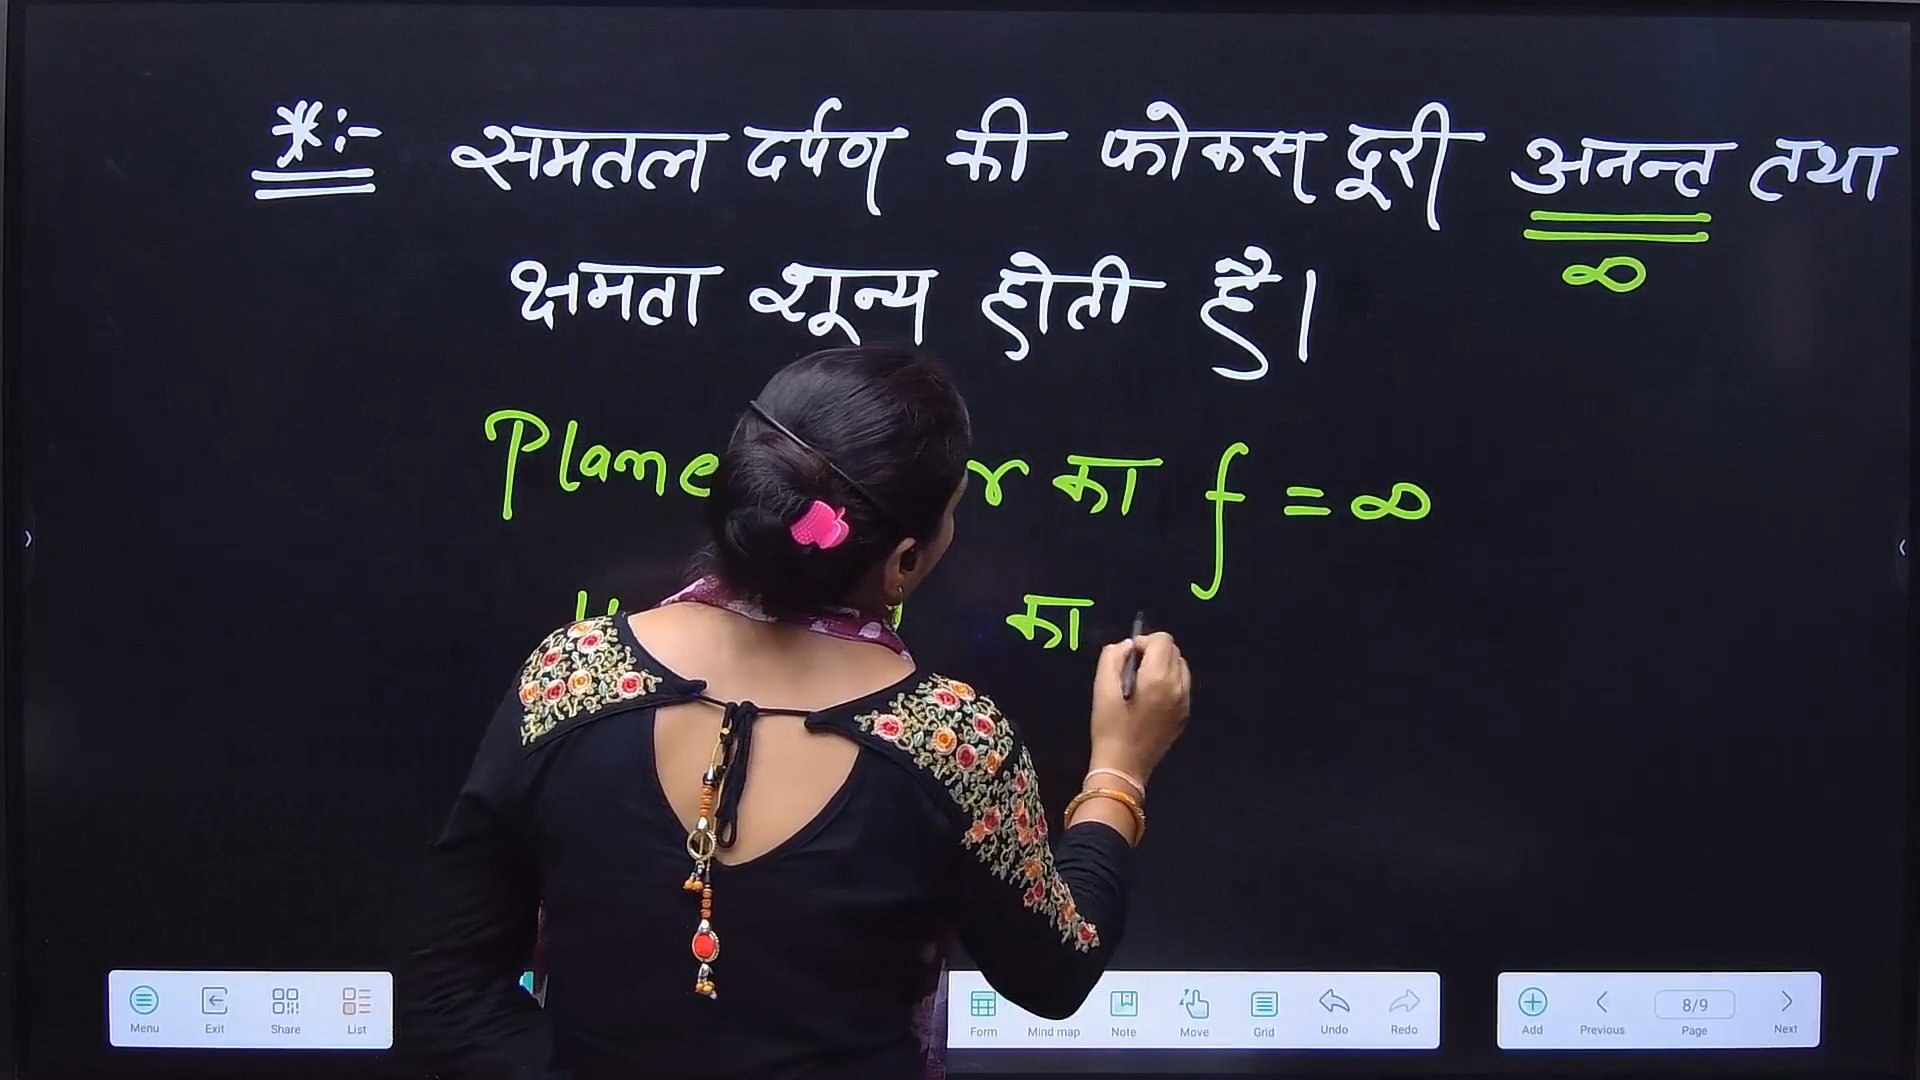 *:- समतल दर्पण की फोकस दूरी अनन्त तथा
∞
क्षमता शून्य होती है।
Plane का f = ∞
का
Menu Exit Share List Form Mind map Note Move Grid Undo Redo Add Previous 8/9 Page Next